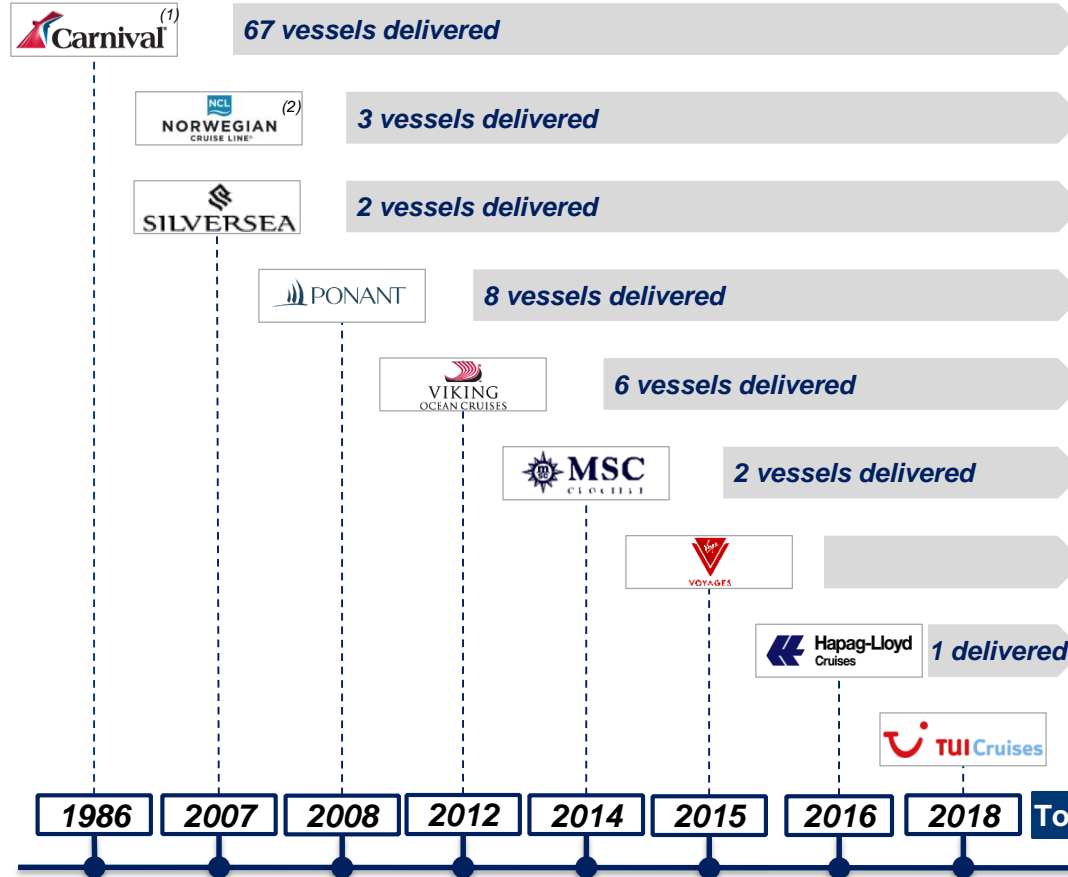 Carnival® (1)
67 vessels delivered
NCL
NORWEGIAN (2)
CRUISE LINE®
3 vessels delivered
SILVERSEA
2 vessels delivered
PONANT
8 vessels delivered
VIKING
OCEAN CRUISES
6 vessels delivered
MSC
2 vessels delivered
VOYAGES
Hapag-Lloyd
Cruises
1 delivered
TUI Cruises
1986 2007 2008 2012 2014 2015 2016 2018 To